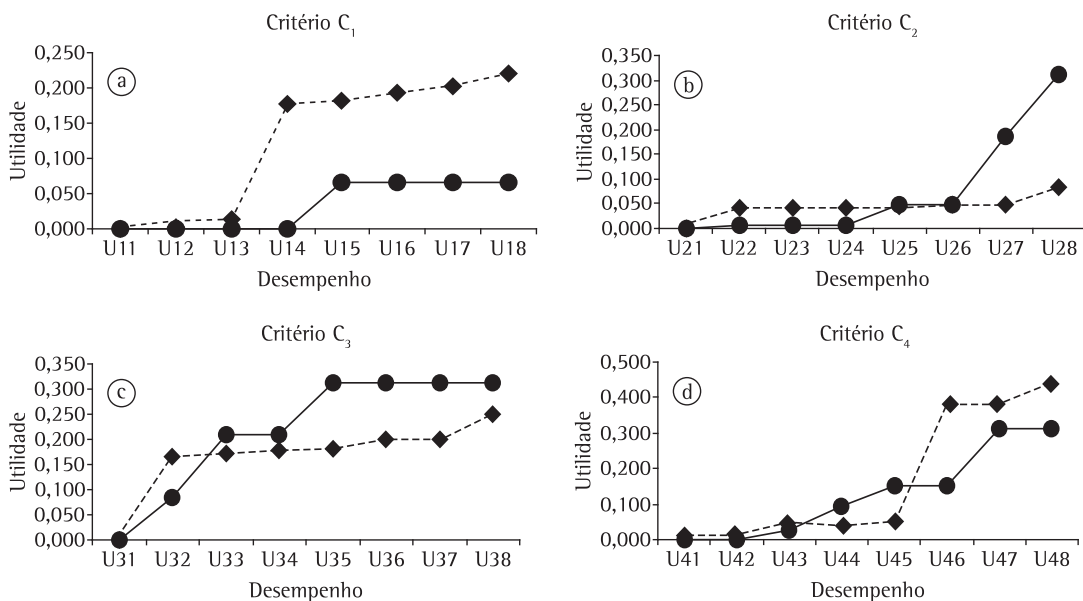 Critério C1
a
Utilidade
0,250
0,200
0,150
0,100
0,050
0,000
U11 U12 U13 U14 U15 U16 U17 U18
Desempenho
Critério C2
b
Utilidade
0,350
0,300
0,250
0,200
0,150
0,100
0,050
0,000
U21 U22 U23 U24 U25 U26 U27 U28
Desempenho
Critério C3
c
Utilidade
0,350
0,300
0,250
0,200
0,150
0,100
0,050
0,000
U31 U32 U33 U34 U35 U36 U37 U38
Desempenho
Critério C4
d
Utilidade
0,500
0,400
0,300
0,200
0,100
0,000
U41 U42 U43 U44 U45 U46 U47 U48
Desempenho